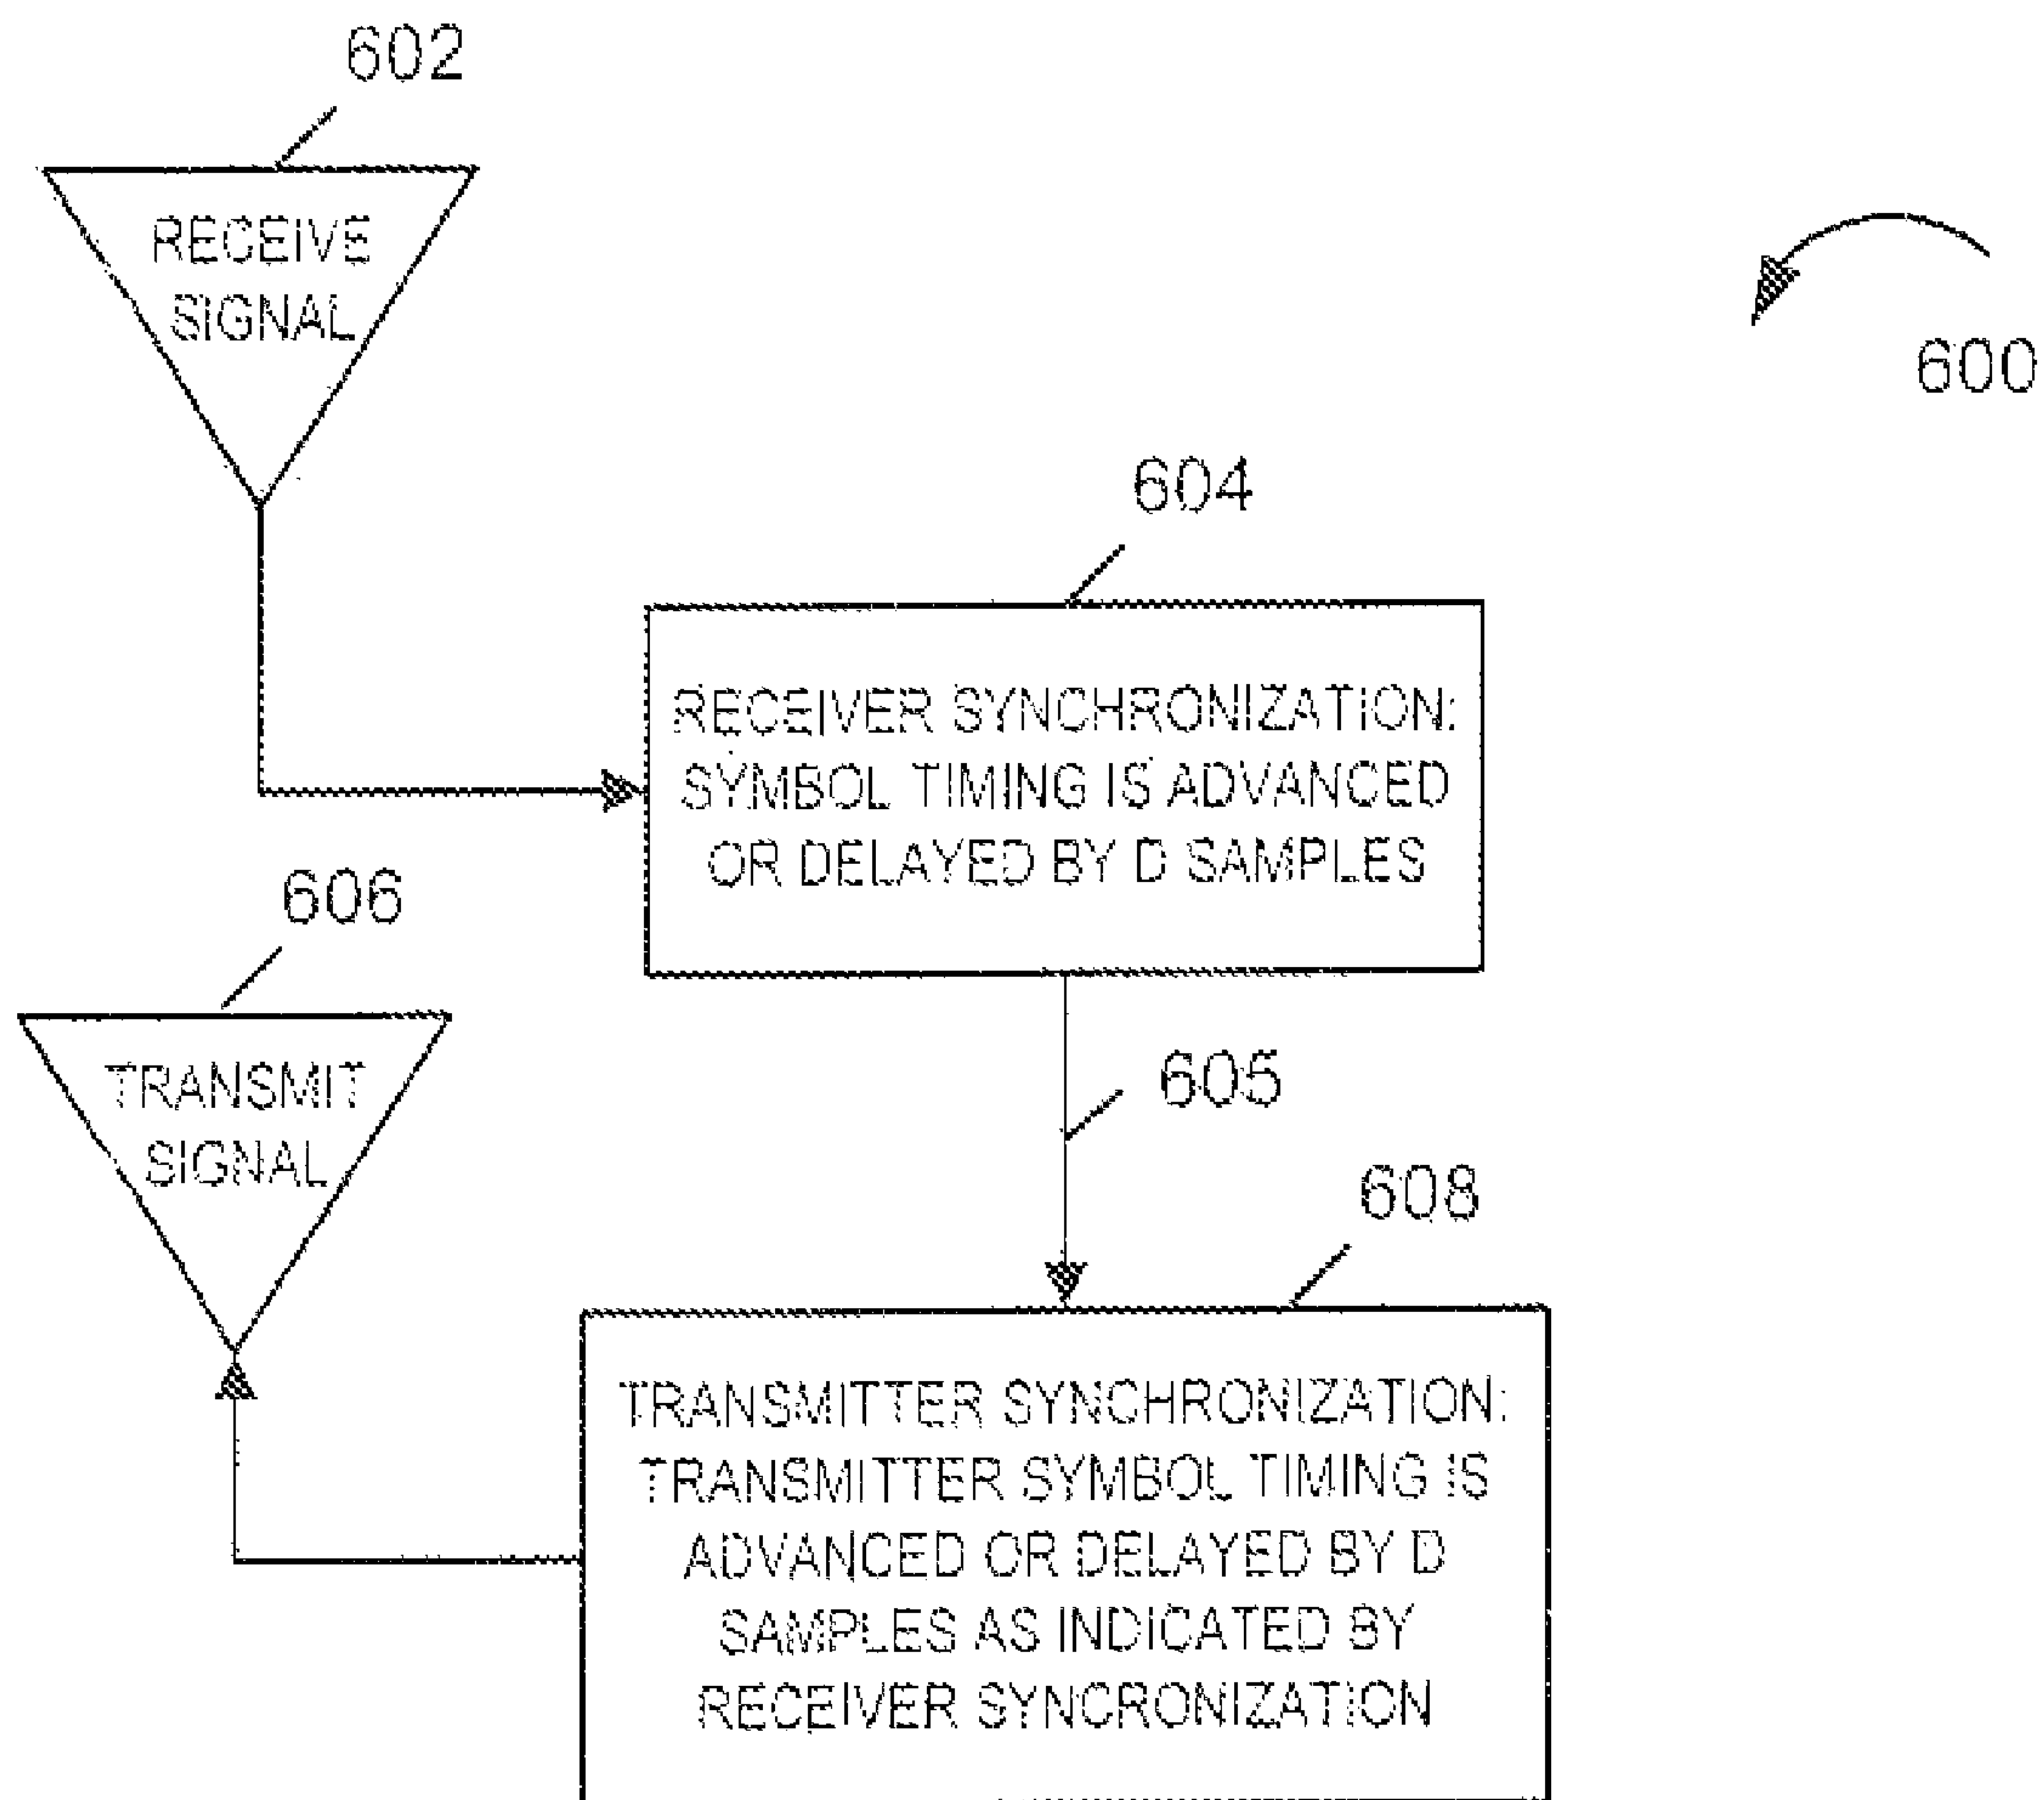 602
RECEIVE
SIGNAL
600
604
RECEIVER SYNCHRONIZATION:
SYMBOL TIMING IS ADVANCED
OR DELAYED BY D SAMPLES
606
TRANSMIT
SIGNAL
605
608
TRANSMITTER SYNCHRONIZATION:
TRANSMITTER SYMBOL TIMING IS
ADVANCED OR DELAYED BY D
SAMPLES AS INDICATED BY
RECEIVER SYNCRONIZATION